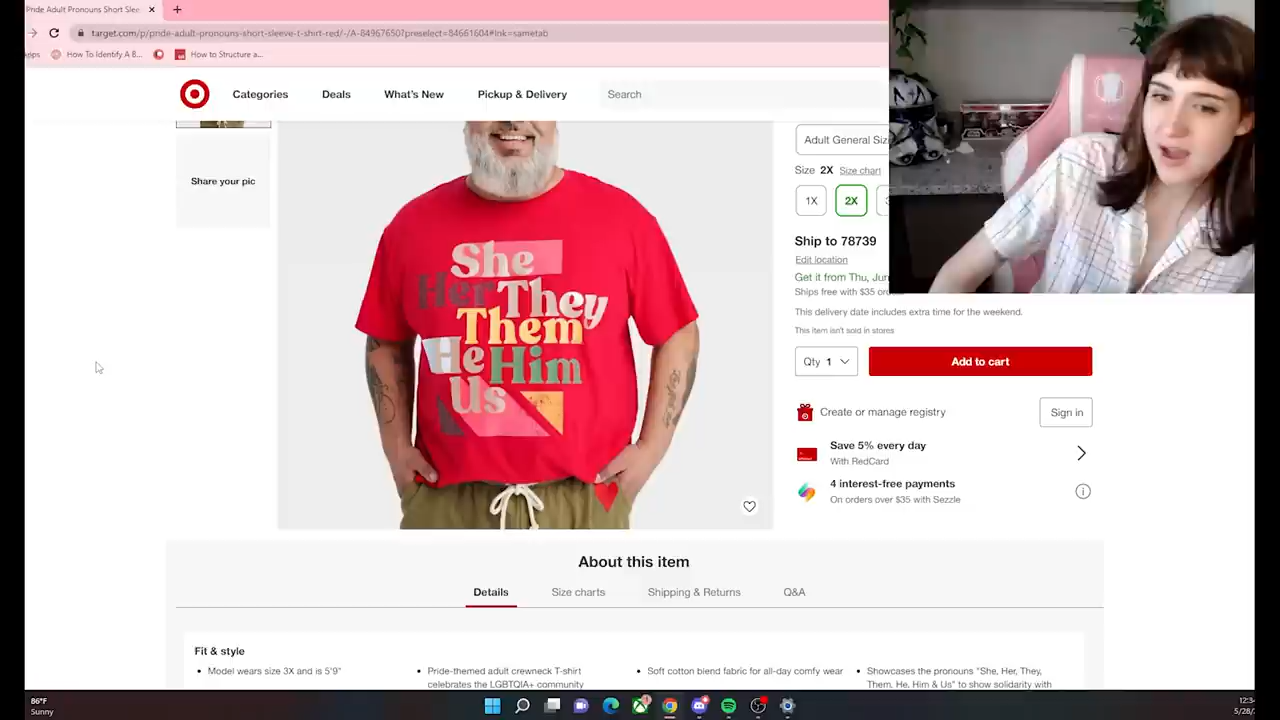 Pride Adult Pronouns Short Slee
target.com/p/pride-adult-pronouns-short-sleeve-t-shirt-red/-/A-84967650?preselect=84661604#lnk=sametab
How To Identify A B...
How to Structure a...
Categories
Deals
What's New
Pickup & Delivery
Search
Share your pic
She
Her They
Them
He Him
Us
Adult General Siz
Size 2X Size chart
1X
2X
Ship to 78739
Edit location
Get it from Thu, Jun
Ships free with $35
This delivery date includes extra time for the weekend.
This item isn't sold in stores
Qty 1
Add to cart
Create or manage registry
Sign in
Save 5% every day
With RedCard
4 interest-free payments
On orders over $35 with Sezzle
About this item
Details
Size charts
Shipping & Returns
Q&A
Fit & style
Model wears size 3X and is 5'9"
Pride-themed adult crewneck T-shirt
celebrates the LGBTQIA+ community
Soft cotton blend fabric for all-day comfy wear
Showcases the pronouns "She, Her, They,
Them, He, Him & Us" to show solidarity with
86°F
Sunny
12:3
5/28/